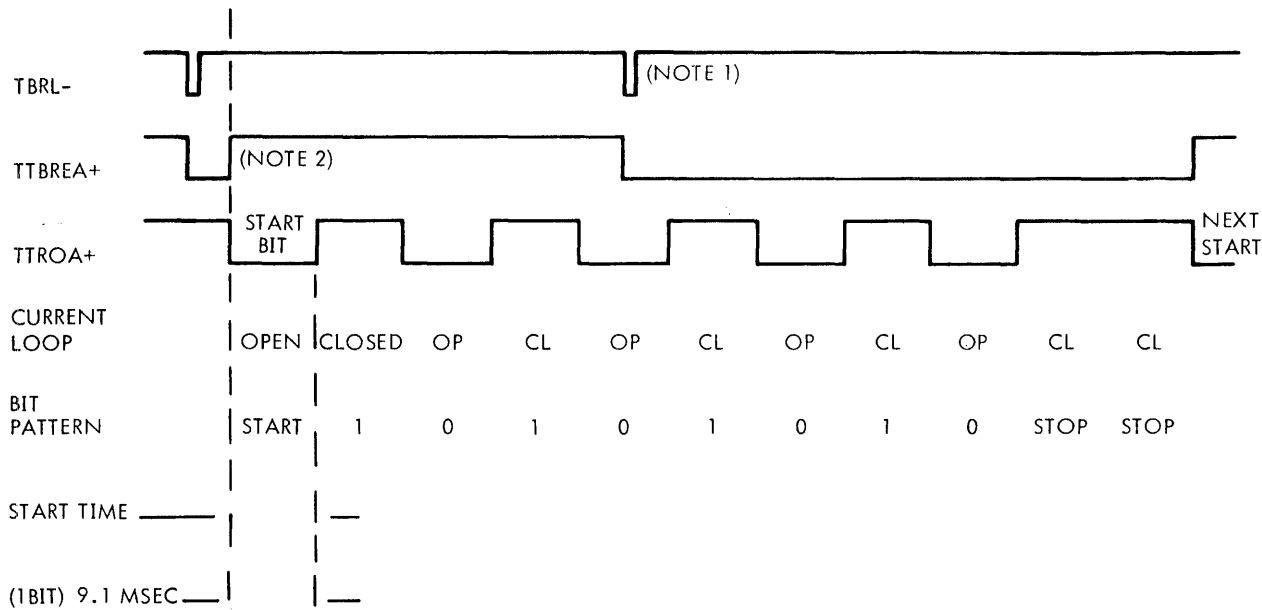 TBRL-
(NOTE 1)
TTBREA+
(NOTE 2)
TTROA+
START
BIT
NEXT
START
CURRENT
LOOP
OPEN CLOSED OP CL OP CL OP CL OP CL CL
BIT
PATTERN
START 1 0 1 0 1 0 1 0 STOP STOP
START TIME
(1BIT) 9.1 MSEC